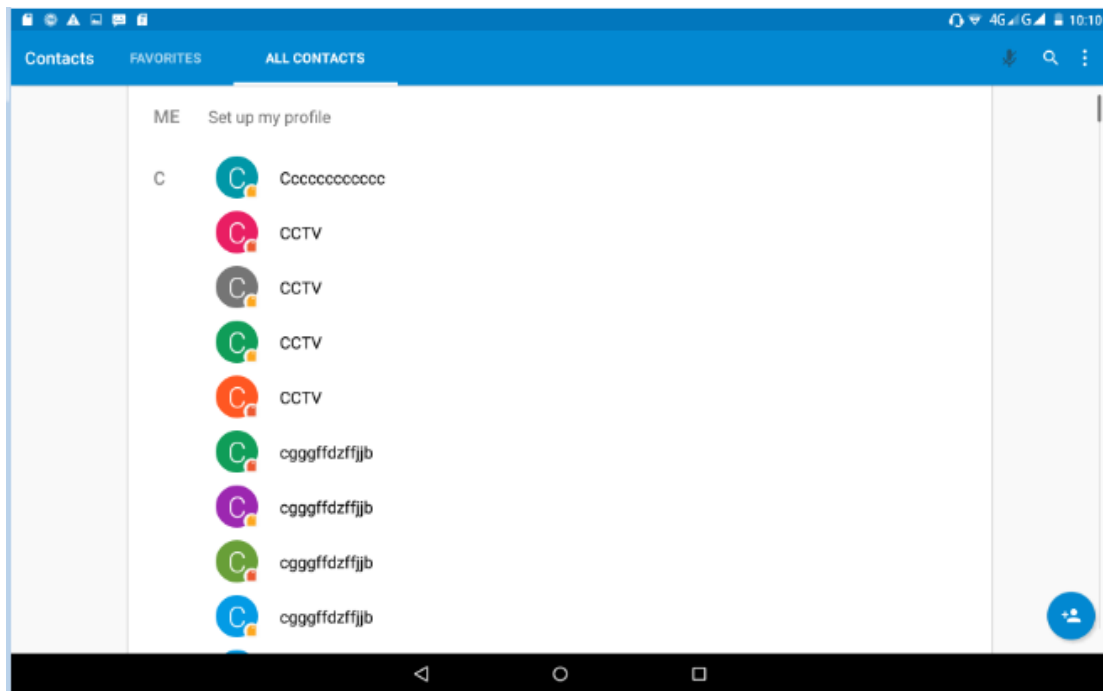 4G G 10:10
Contacts FAVORITES ALL CONTACTS
ME Set up my profile
C C Cccccccccccc
C CCTV
C CCTV
C CCTV
C CCTV
C cgggffdzffjjb
C cgggffdzffjjb
C cgggffdzffjjb
C cgggffdzffjjb